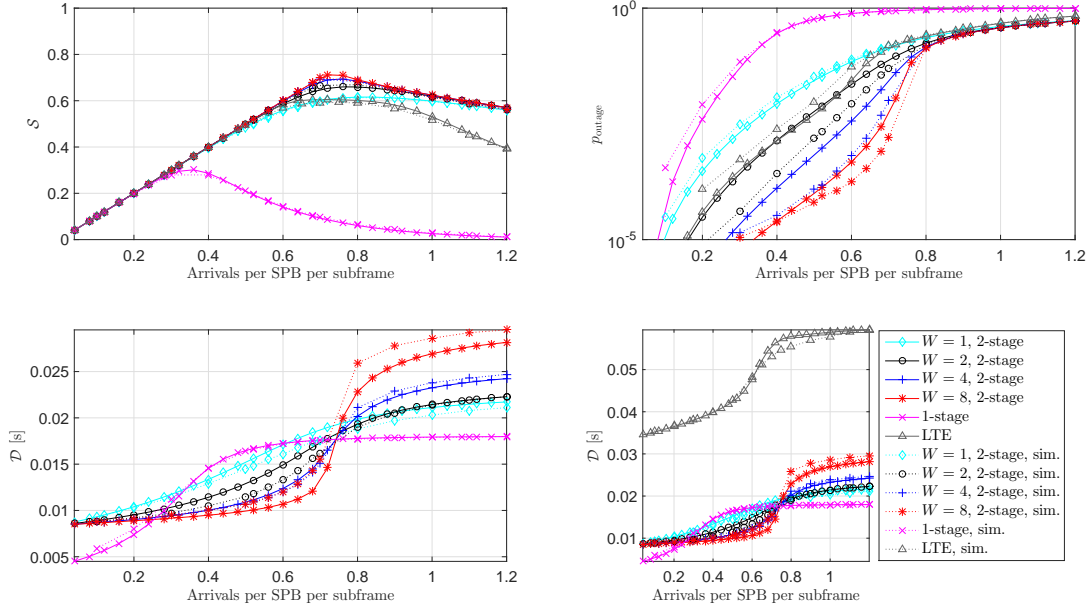 0
0.2
0.4
0.6
0.8
1
0.2
0.4
0.6
0.8
1
1.2
S
Arrivals per SPB per subframe
10^0
10^-5
0.2
0.4
0.6
0.8
1
1.2
p_outage
Arrivals per SPB per subframe
0.025
0.02
0.015
0.01
0.005
0.2
0.4
0.6
0.8
1
1.2
D [s]
Arrivals per SPB per subframe
0.05
0.04
0.03
0.02
0.01
0.2
0.4
0.6
0.8
1
D [s]
Arrivals per SPB per subframe
W = 1, 2-stage
W = 2, 2-stage
W = 4, 2-stage
W = 8, 2-stage
1-stage
LTE
W = 1, 2-stage, sim.
W = 2, 2-stage, sim.
W = 4, 2-stage, sim.
W = 8, 2-stage, sim.
1-stage, sim.
LTE, sim.